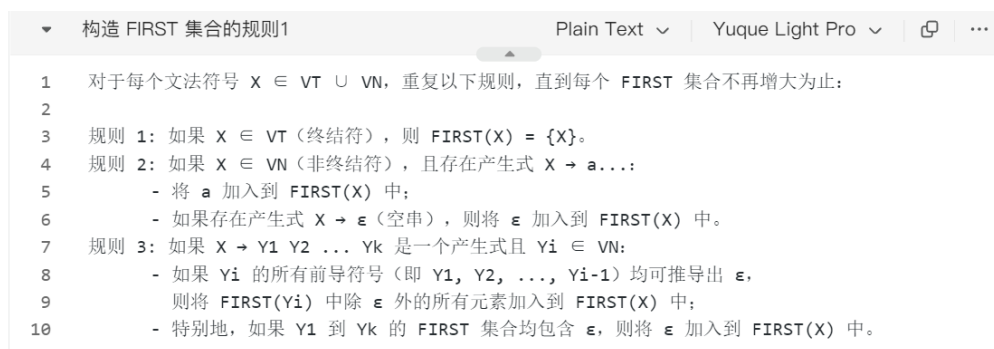 构造 FIRST 集合的规则1 Plain Text Yuque Light Pro
1 对于每个文法符号 X ∈ VT ∪ VN，重复以下规则，直到每个 FIRST 集合不再增大为止：
2
3 规则 1: 如果 X ∈ VT（终结符），则 FIRST(X) = {X}。
4 规则 2: 如果 X ∈ VN（非终结符），且存在产生式 X → a...：
5 - 将 a 加入到 FIRST(X) 中；
6 - 如果存在产生式 X → ε（空串），则将 ε 加入到 FIRST(X) 中。
7 规则 3: 如果 X → Y1 Y2 ... Yk 是一个产生式且 Yi ∈ VN：
8 - 如果 Yi 的所有前导符号（即 Y1, Y2, ..., Yi-1）均可推导出 ε，
9 则将 FIRST(Yi) 中除 ε 外的所有元素加入到 FIRST(X) 中；
10 - 特别地，如果 Y1 到 Yk 的 FIRST 集合均包含 ε，则将 ε 加入到 FIRST(X) 中。